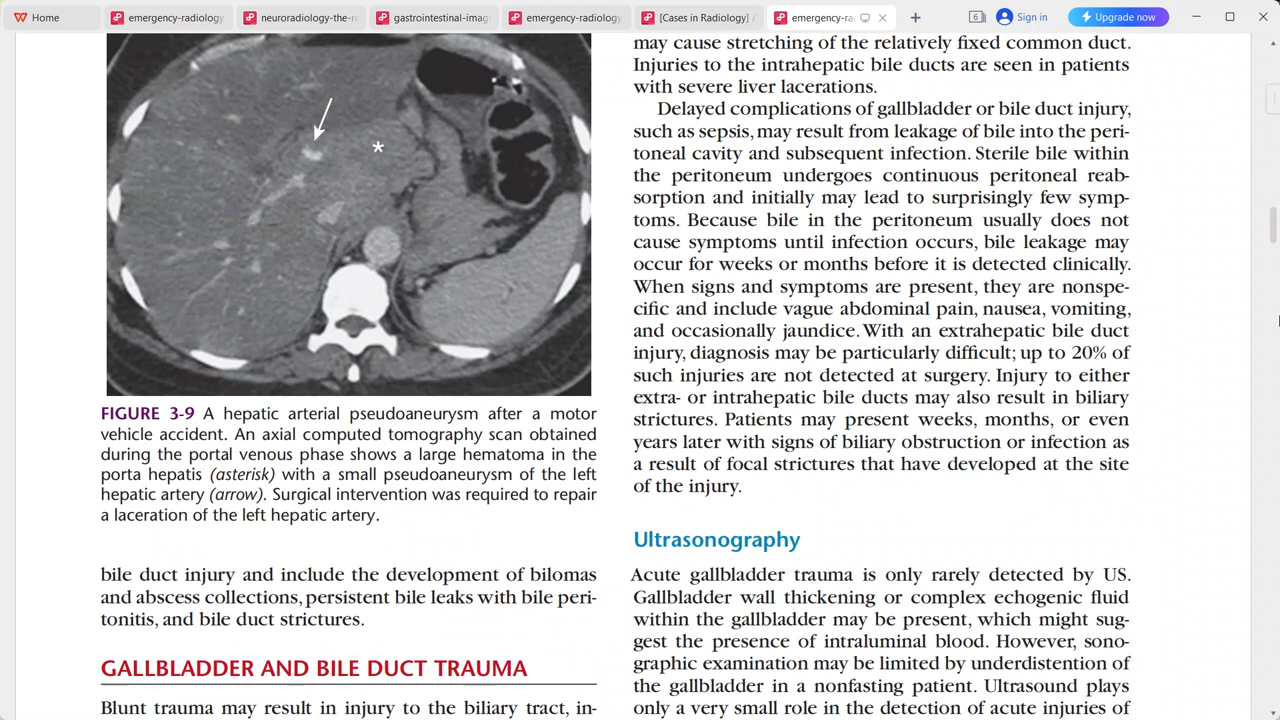 Home
emergency-radiology
neuroradiology-the-r
gastrointestinal-imag
emergency-radiology
[Cases in Radiology]
emergency-ra
6
Sign in
Upgrade now
*
FIGURE 3-9 A hepatic arterial pseudoaneurysm after a motor
vehicle accident. An axial computed tomography scan obtained
during the portal venous phase shows a large hematoma in the
porta hepatis (asterisk) with a small pseudoaneurysm of the left
hepatic artery (arrow). Surgical intervention was required to repair
a laceration of the left hepatic artery.
bile duct injury and include the development of bilomas
and abscess collections, persistent bile leaks with bile peri-
tonitis, and bile duct strictures.
GALLBLADDER AND BILE DUCT TRAUMA
Blunt trauma may result in injury to the biliary tract, in-
may cause stretching of the relatively fixed common duct.
Injuries to the intrahepatic bile ducts are seen in patients
with severe liver lacerations.
Delayed complications of gallbladder or bile duct injury,
such as sepsis, may result from leakage of bile into the peri-
toneal cavity and subsequent infection. Sterile bile within
the peritoneum undergoes continuous peritoneal reab-
sorption and initially may lead to surprisingly few symp-
toms. Because bile in the peritoneum usually does not
cause symptoms until infection occurs, bile leakage may
occur for weeks or months before it is detected clinically.
When signs and symptoms are present, they are nonspe-
cific and include vague abdominal pain, nausea, vomiting,
and occasionally jaundice. With an extrahepatic bile duct
injury, diagnosis may be particularly difficult; up to 20% of
such injuries are not detected at surgery. Injury to either
extra- or intrahepatic bile ducts may also result in biliary
strictures. Patients may present weeks, months, or even
years later with signs of biliary obstruction or infection as
a result of focal strictures that have developed at the site
of the injury.
Ultrasonography
Acute gallbladder trauma is only rarely detected by US.
Gallbladder wall thickening or complex echogenic fluid
within the gallbladder may be present, which might sug-
gest the presence of intraluminal blood. However, sono-
graphic examination may be limited by underdistention of
the gallbladder in a nonfasting patient. Ultrasound plays
only a very small role in the detection of acute injuries of